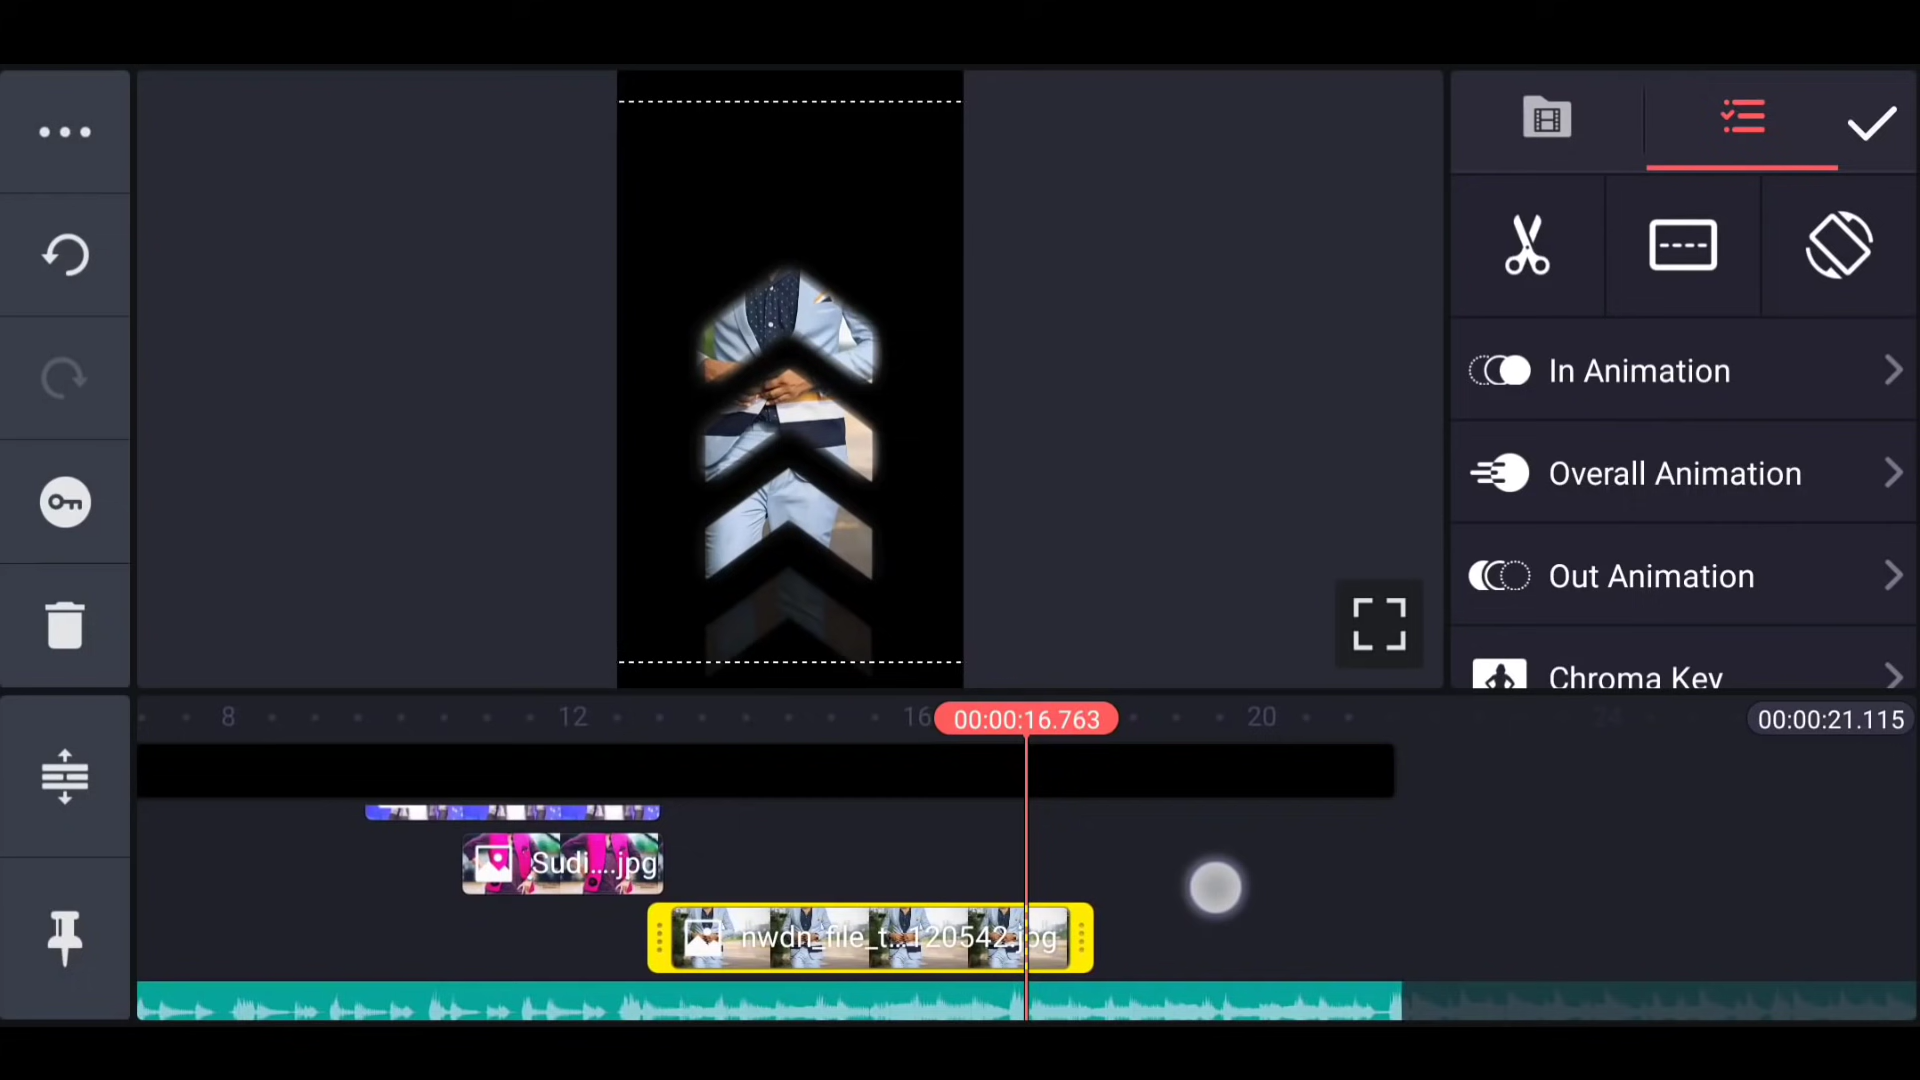 In Animation
Overall Animation
Out Animation
Chroma Key
8
12
16
00:00:16.763
20
24
00:00:21.115
Sudi....jpg
nwdn_file_t...120542.jpg